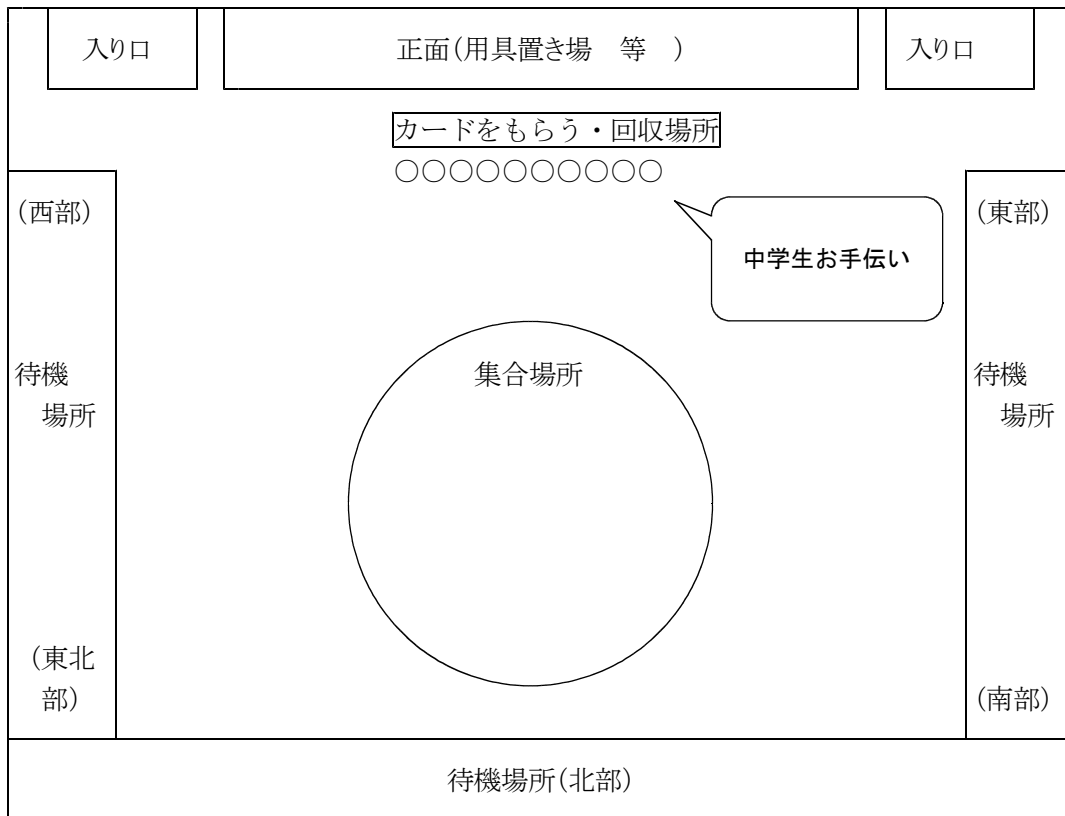 入り口
正面(用具置き場　等　)
入り口
カードをもらう・回収場所
○○○○○○○○○○
(西部)
(東部)
中学生お手伝い
待機
場所
集合場所
待機
場所
(東北
部)
(南部)
待機場所(北部)